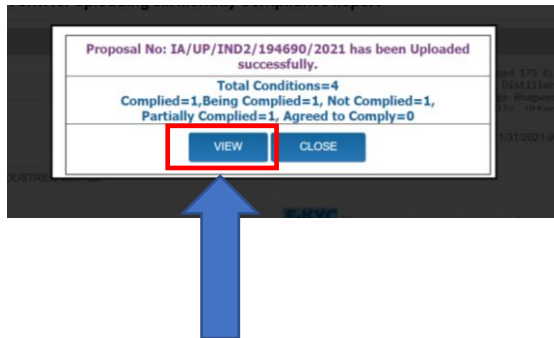 Proposal No: IA/UP/IND2/194690/2021 has been Uploaded
successfully.
Total Conditions=4
Complied=1,Being Complied=1, Not Complied=1,
Partially Complied=1, Agreed to Comply=0
VIEW CLOSE
E-KYC